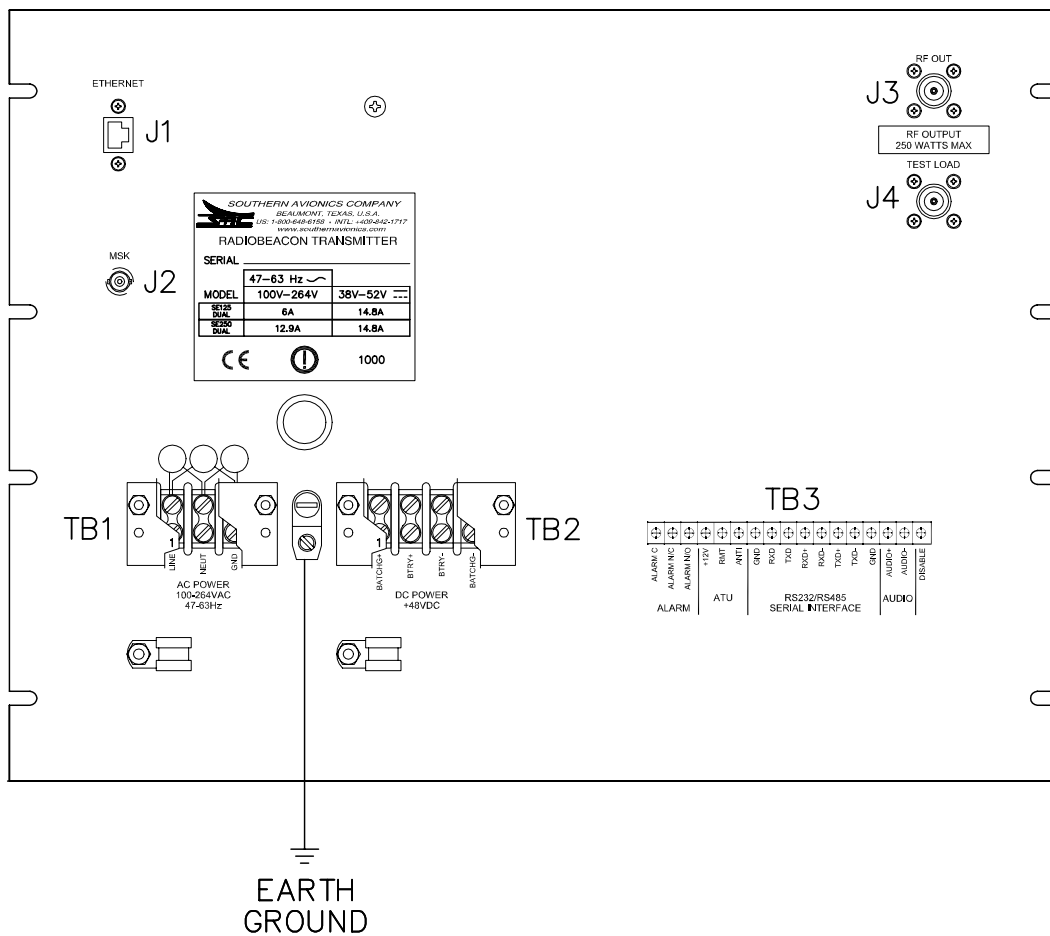 ETHERNET
J1
MSK
J2
SOUTHERN AVIONICS COMPANY
BEAUMONT, TEXAS, U.S.A.
US: 1-800-648-6158 - INTL: +409-842-1717
www.southernavionics.com
SAC
RADIOBEACON TRANSMITTER
SERIAL
47-63 Hz
MODEL 100V-264V 38V-52V
SE125 DUAL 6A 14.8A
SE250 DUAL 12.9A 14.8A
CE 1000
RF OUT
J3
RF OUTPUT
250 WATTS MAX
TEST LOAD
J4
TB1
1
LINE
NEUT
GND
AC POWER
100-264VAC
47-63Hz
TB2
1
BATCHG+
BTRY+
BTRY-
BATCHG-
DC POWER
+48VDC
TB3
ALARM C
ALARM N/C
ALARM N/O
+12V
RMT
ANT1
GND
RXD
TXD
RXD+
RXD-
TXD+
TXD-
GND
AUDIO+
AUDIO-
DISABLE
ALARM
ATU
RS232/RS485
SERIAL INTERFACE
AUDIO
EARTH
GROUND